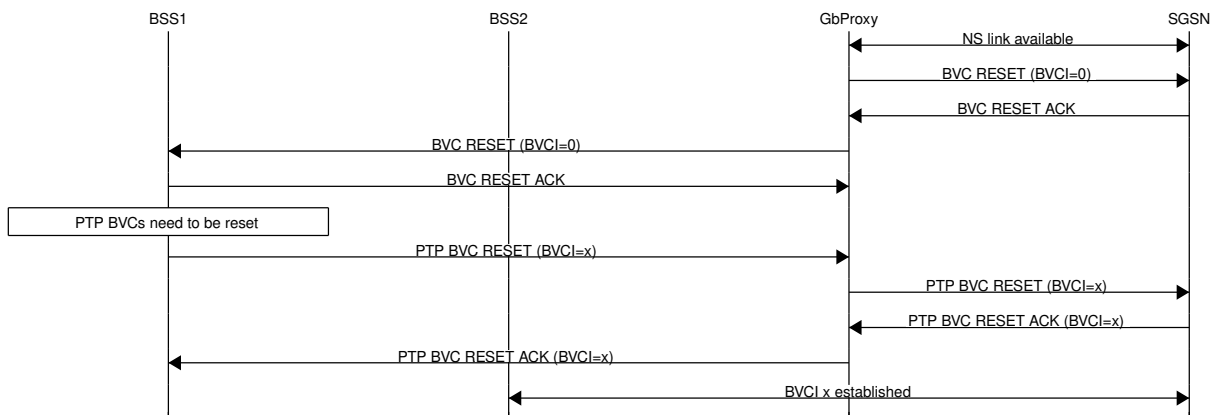 BSS1
BSS2
GbProxy
SGSN
NS link available
BVC RESET (BVCI=0)
BVC RESET ACK
BVC RESET (BVCI=0)
BVC RESET ACK
PTP BVCs need to be reset
PTP BVC RESET (BVCI=x)
PTP BVC RESET (BVCI=x)
PTP BVC RESET ACK (BVCI=x)
PTP BVC RESET ACK (BVCI=x)
BVCI x established